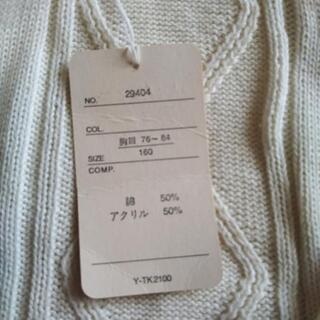 NO. 29404
COL.
胸囲 76～84
SIZE 160
COMP.
綿 50%
アクリル 50%
Y-TK2100